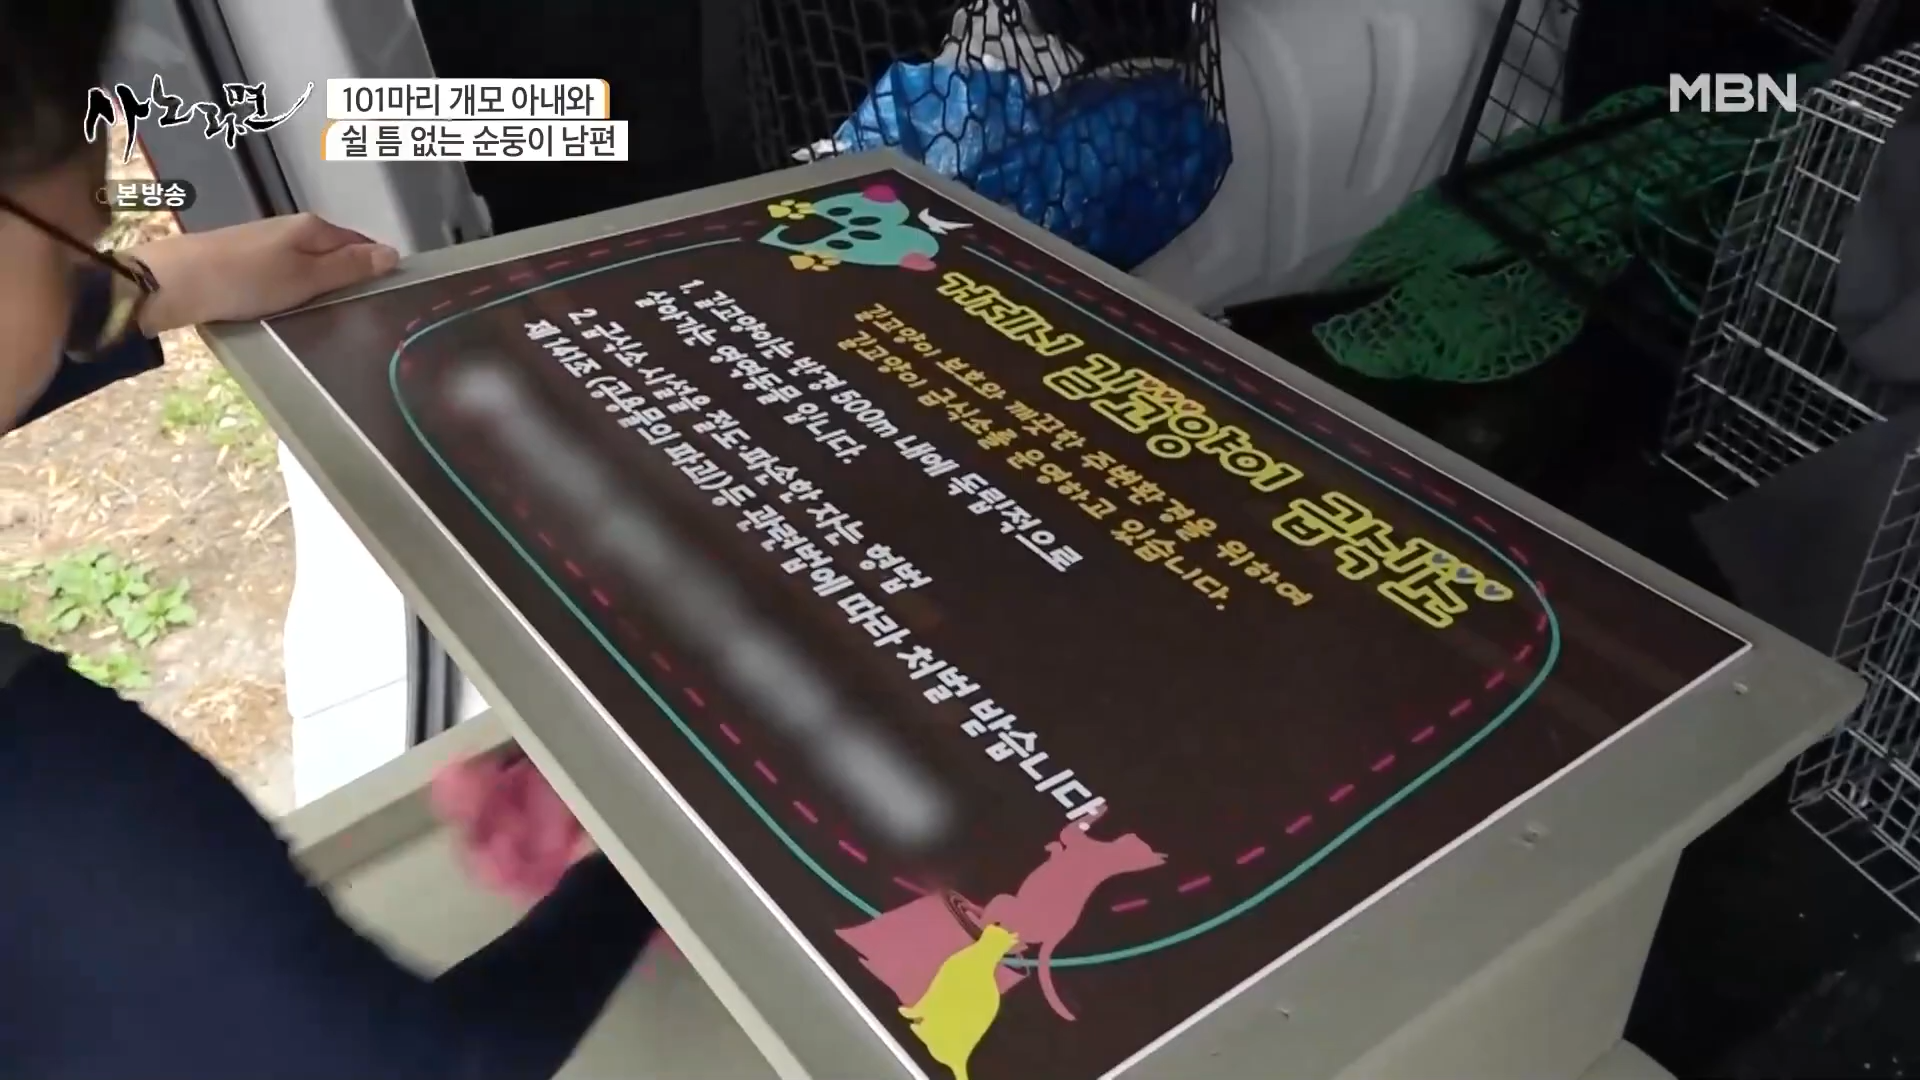 사노라면
101마리 개모 아내와
쉴 틈 없는 순둥이 남편
본방송
MBN
거제시 길고양이 급식소
길고양이 보호와 깨끗한 주변환경을 위하여
길고양이 급식소를 운영하고 있습니다.
1. 길고양이는 반경 500m 내에 독립적으로
살아가는 영역동물 입니다.
2. 급식소 시설을 절도·파손한 자는 형법
제 141조 (공용물의 파괴)등 관련법에 따라 처벌 받습니다.